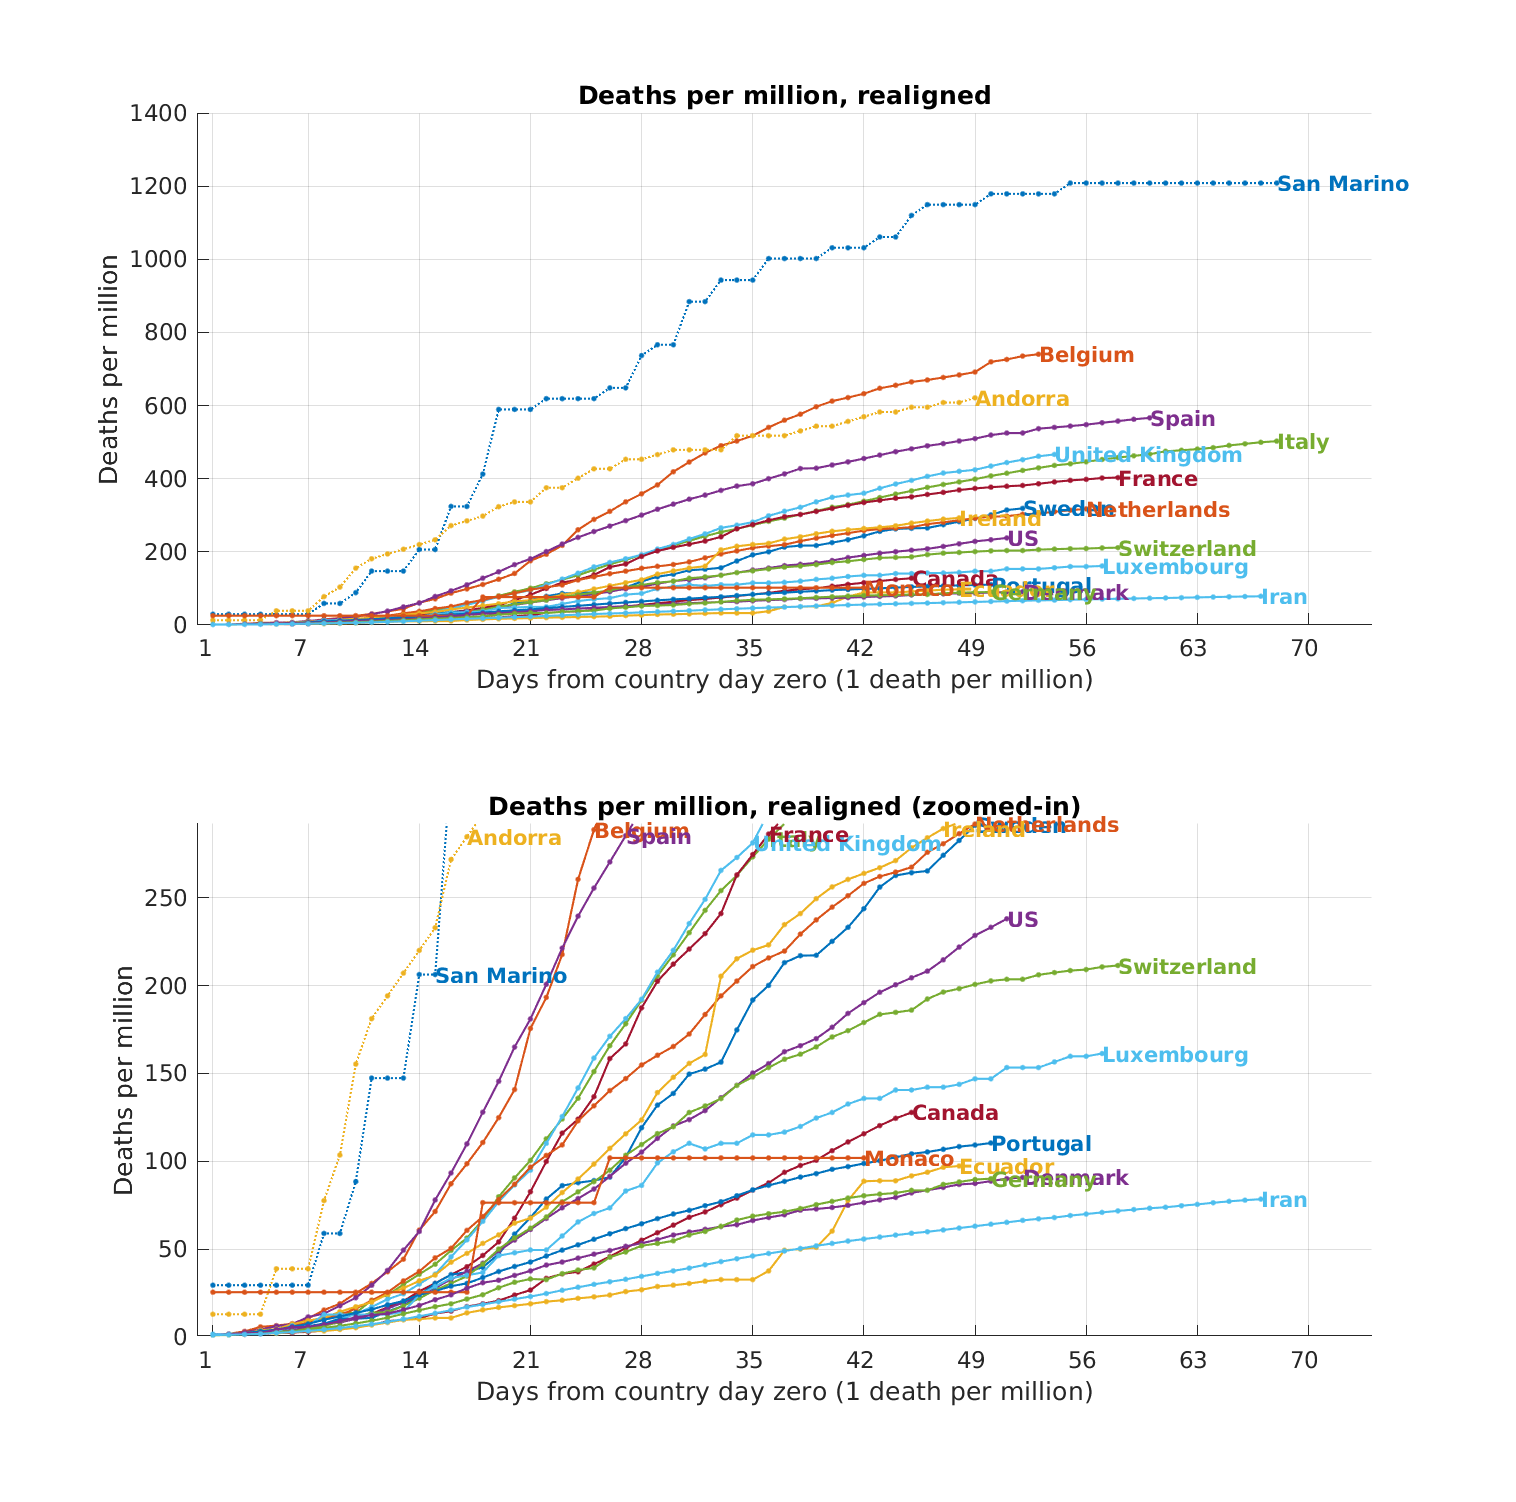 Deaths per million, realigned
1400
1200
1000
800
600
400
200
0
Deaths per million
San Marino
Belgium
Andorra
Spain
Italy
United Kingdom
France
Sweden
Netherlands
Ireland
US
Switzerland
Luxembourg
Canada
Portugal
Monaco
Ecuador
Germany
Denmark
Iran
1 7 14 21 28 35 42 49 56 63 70
Days from country day zero (1 death per million)
Deaths per million, realigned (zoomed-in)
250
200
150
100
50
0
Deaths per million
Andorra
Belgium
Spain
France
United Kingdom
Ireland
Netherlands
Sweden
San Marino
US
Switzerland
Luxembourg
Canada
Portugal
Monaco
Ecuador
Denmark
Germany
Iran
1 7 14 21 28 35 42 49 56 63 70
Days from country day zero (1 death per million)